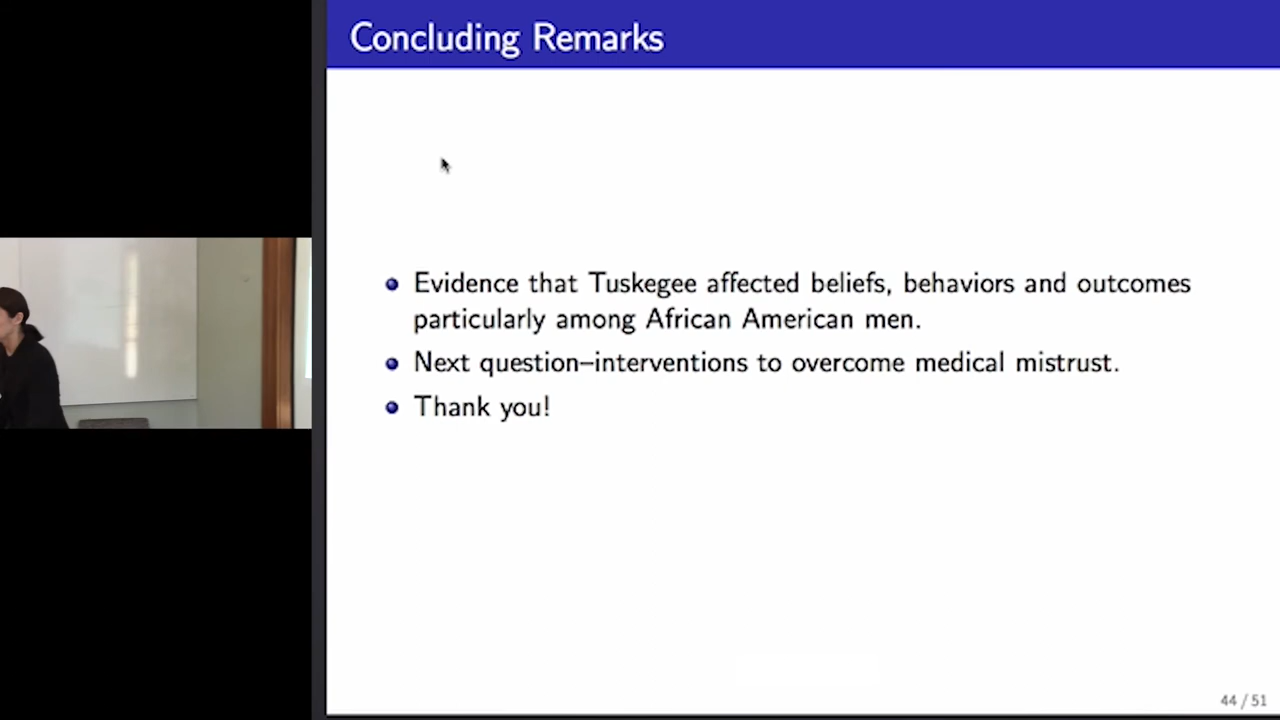 Concluding Remarks
Evidence that Tuskegee affected beliefs, behaviors and outcomes
particularly among African American men.
Next question–interventions to overcome medical mistrust.
Thank you!
44 / 51